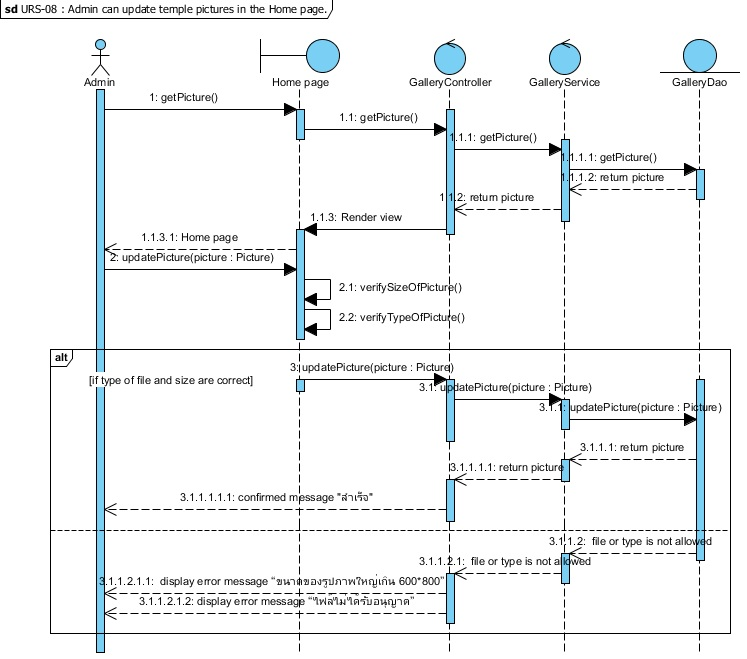 sd URS-08 : Admin can update temple pictures in the Home page.
Admin
Home page
GalleryController
GalleryService
GalleryDao
1: getPicture()
1.1: getPicture()
1.1.1: getPicture()
1.1.1.1: getPicture()
1.1.1.2: return picture
1.1.2: return picture
1.1.3: Render view
1.1.3.1: Home page
2: updatePicture(picture : Picture)
2.1: verifySizeOfPicture()
2.2: verifyTypeOfPicture()
alt
[if type of file and size are correct]
3: updatePicture(picture : Picture)
3.1: updatePicture(picture : Picture)
3.1.1: updatePicture(picture : Picture)
3.1.1.1: return picture
3.1.1.1.1: return picture
3.1.1.1.1.1: confirmed message "สำเร็จ"
3.1.1.2: file or type is not allowed
3.1.1.2.1: file or type is not allowed
3.1.1.2.1.1: display error message "ขนาดของรูปภาพใหญ่เกิน 600*800"
3.1.1.2.1.2: display error message "ไฟล์ไม่ได้รับอนุญาต"